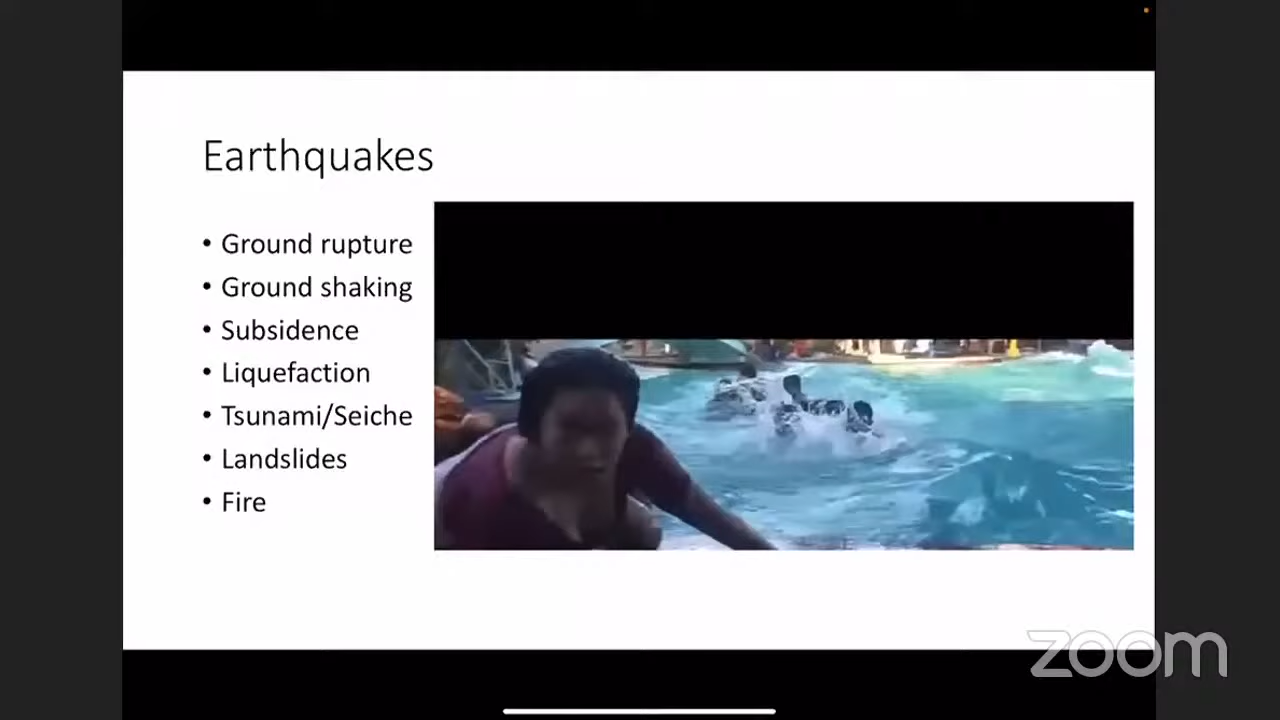 Earthquakes
• Ground rupture
• Ground shaking
• Subsidence
• Liquefaction
• Tsunami/Seiche
• Landslides
• Fire
zoom